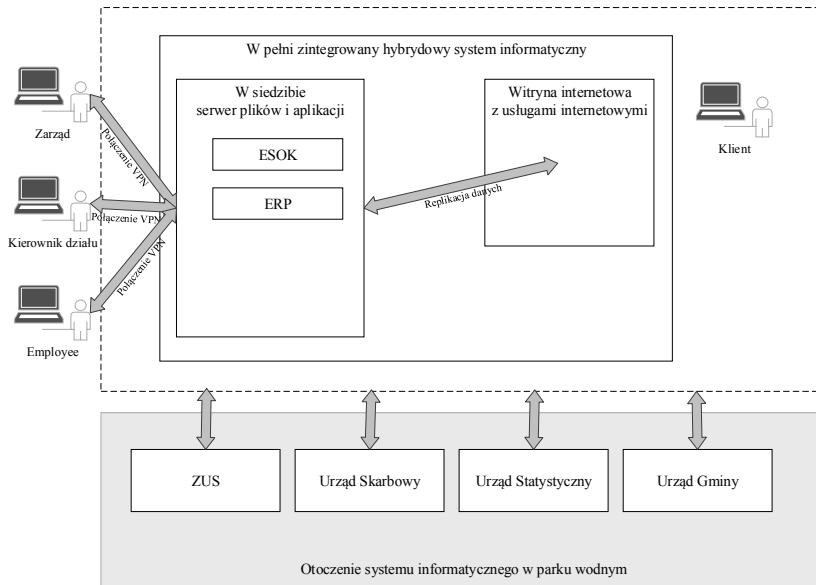 W pełni zintegrowany hybrydowy system informatyczny
W siedzibie
serwer plików i aplikacji
ESOK
ERP
Witryna internetowa
z usługami internetowymi
Zarząd
Kierownik działu
Employee
Klient
Połączenie VPN
Połączenie VPN
Połączenie VPN
Replikacja danych
ZUS
Urząd Skarbowy
Urząd Statystyczny
Urząd Gminy
Otoczenie systemu informatycznego w parku wodnym